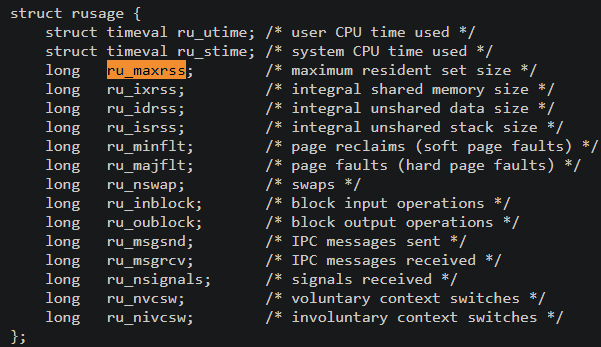 struct rusage {
    struct timeval ru_utime; /* user CPU time used */
    struct timeval ru_stime; /* system CPU time used */
    long   ru_maxrss;        /* maximum resident set size */
    long   ru_ixrss;         /* integral shared memory size */
    long   ru_idrss;         /* integral unshared data size */
    long   ru_isrss;         /* integral unshared stack size */
    long   ru_minflt;        /* page reclaims (soft page faults) */
    long   ru_majflt;        /* page faults (hard page faults) */
    long   ru_nswap;         /* swaps */
    long   ru_inblock;       /* block input operations */
    long   ru_oublock;       /* block output operations */
    long   ru_msgsnd;        /* IPC messages sent */
    long   ru_msgrcv;        /* IPC messages received */
    long   ru_nsignals;      /* signals received */
    long   ru_nvcsw;         /* voluntary context switches */
    long   ru_nivcsw;        /* involuntary context switches */
};